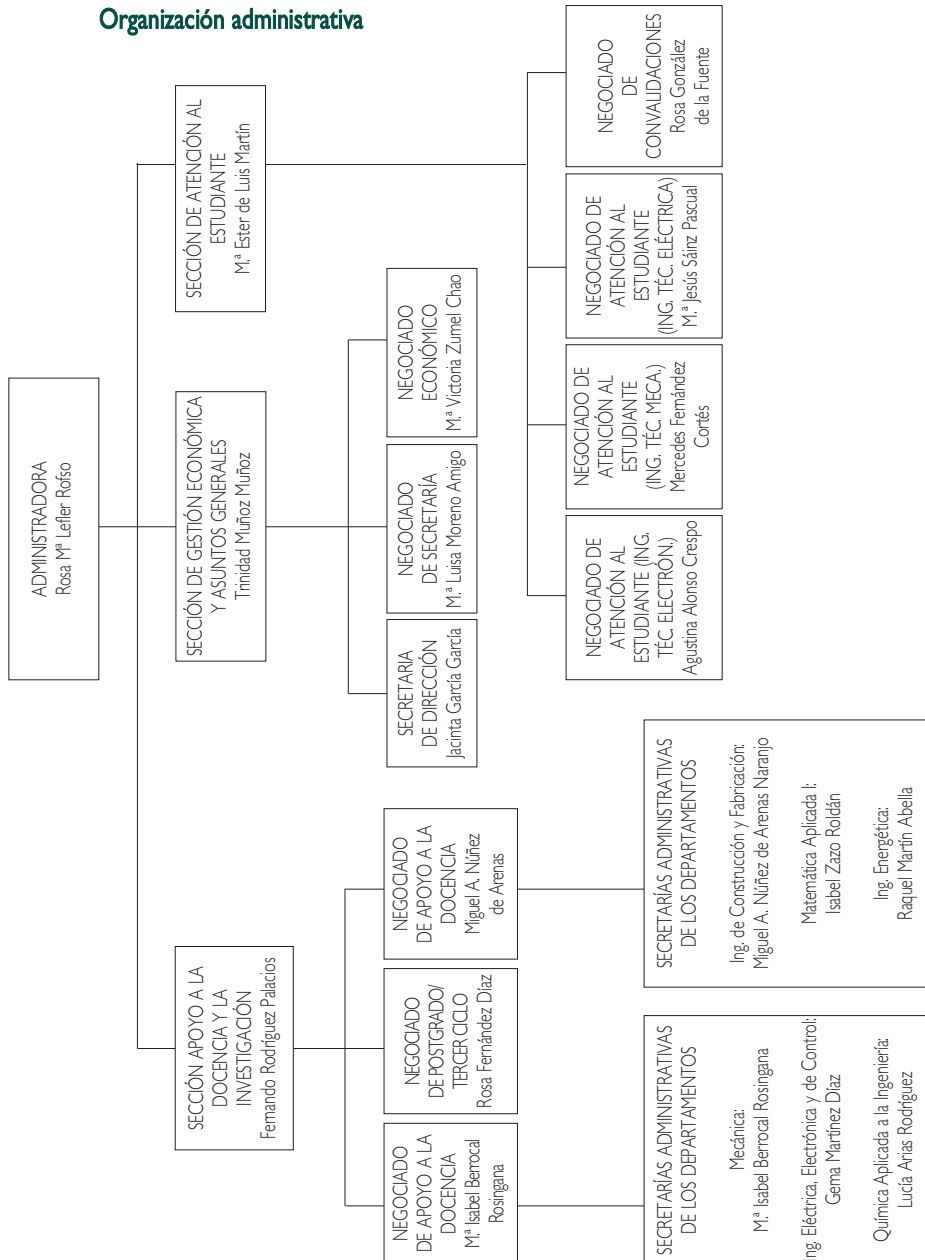 Organización administrativa
ADMINISTRADORA
Rosa Mª Lefler Rofso
SECCIÓN APOYO A LA
DOCENCIA Y LA
INVESTIGACIÓN
Fernando Rodríguez Palacios
SECCIÓN DE GESTIÓN ECONÓMICA
Y ASUNTOS GENERALES
Trinidad Muñoz Muñoz
SECCIÓN DE ATENCIÓN AL
ESTUDIANTE
M.ª Ester de Luis Martín
NEGOCIADO
DE APOYO A LA
DOCENCIA
M.ª Isabel Berrocal
Rosingana
NEGOCIADO
DE POSTGRADO/
TERCER CICLO
Rosa Fernández Díaz
NEGOCIADO
DE APOYO A LA
DOCENCIA
Miguel A. Núñez
de Arenas
SECRETARIA
DE DIRECCIÓN
Jacinta García García
NEGOCIADO
DE SECRETARÍA
M.ª Luisa Moreno Amigo
NEGOCIADO
ECONÓMICO
M.ª Victoria Zumel Chao
SECRETARÍAS ADMINISTRATIVAS
DE LOS DEPARTAMENTOS
Mecánica:
M.ª Isabel Berrocal Rosingana
Ing. Eléctrica, Electrónica y de Control:
Gema Martínez Díaz
Química Aplicada a la Ingeniería:
Lucía Arias Rodríguez
SECRETARÍAS ADMINISTRATIVAS
DE LOS DEPARTAMENTOS
Ing. de Construcción y Fabricación:
Miguel A. Núñez de Arenas Naranjo
Matemática Aplicada I:
Isabel Zazo Roldán
Ing. Energética:
Raquel Martín Abella
NEGOCIADO DE
ATENCIÓN AL
ESTUDIANTE (ING.
TÉC. ELECTRÓN.)
Agustina Alonso Crespo
NEGOCIADO DE
ATENCIÓN AL
ESTUDIANTE
(ING. TÉC. MECA.)
Mercedes Fernández
Cortés
NEGOCIADO DE
ATENCIÓN AL
ESTUDIANTE
(ING. TÉC. ELÉCTRICA)
M.ª Jesús Sáinz Pascual
NEGOCIADO
DE
CONVALIDACIONES
Rosa González
de la Fuente